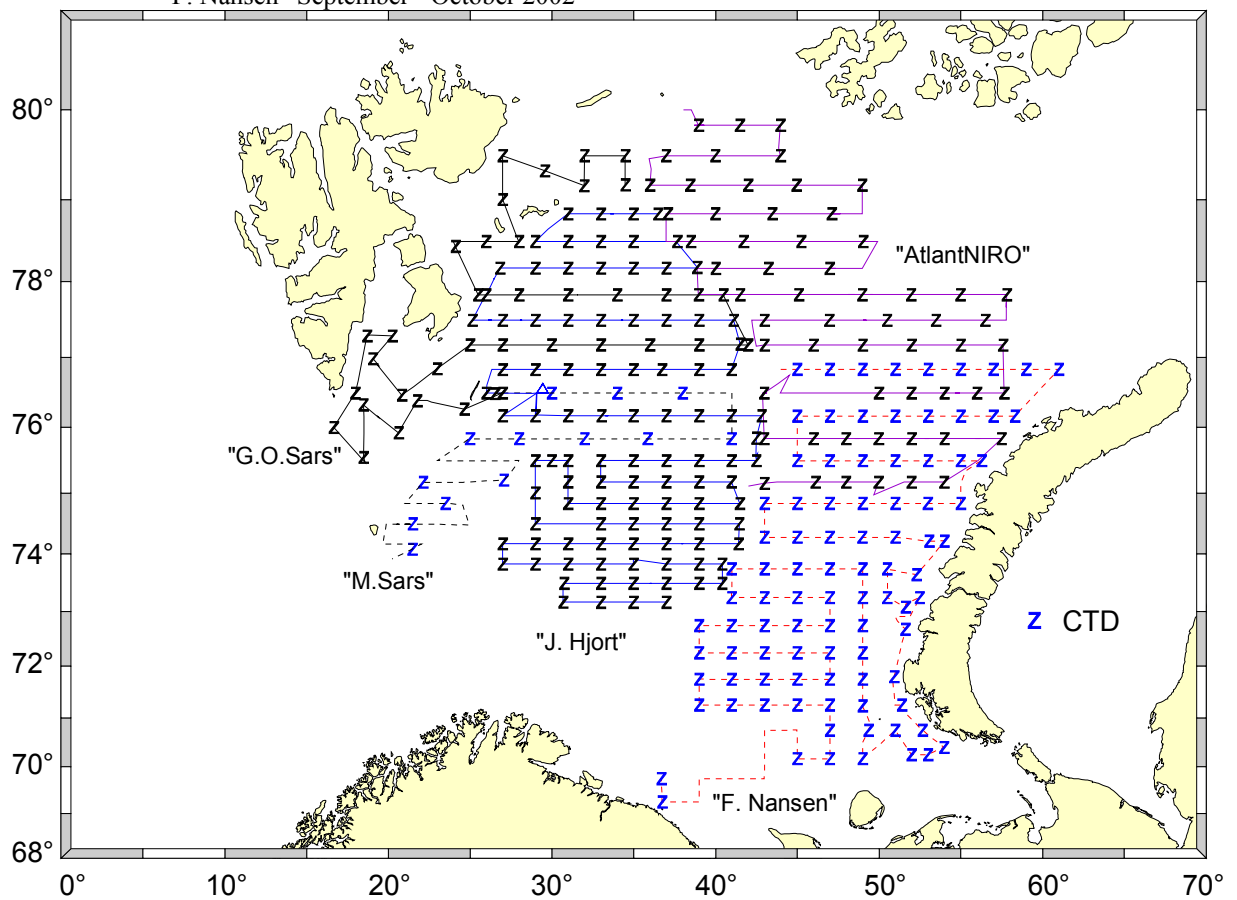 "F. Nansen" September - October 2002
80°
78°
76°
74°
72°
70°
68°
"AtlantNIRO"
"G.O.Sars"
"M.Sars"
"J. Hjort"
"F. Nansen"
Z CTD
0° 10° 20° 30° 40° 50° 60° 70°